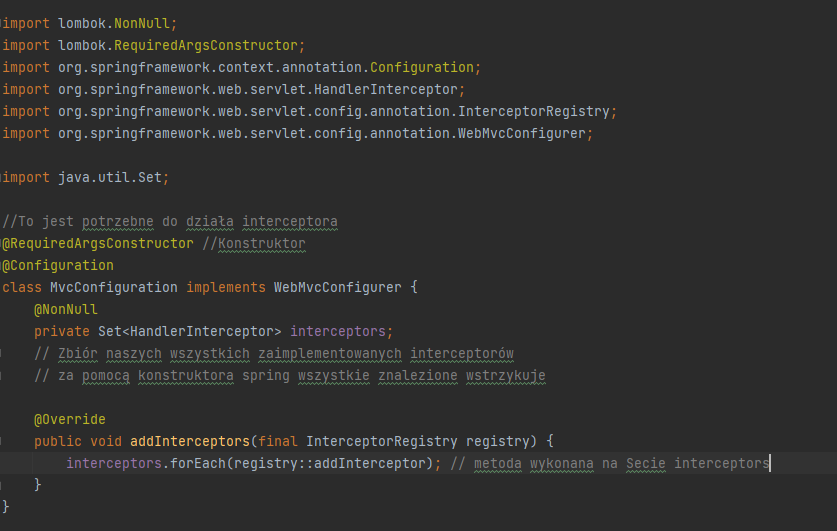 import lombok.NonNull;
import lombok.RequiredArgsConstructor;
import org.springframework.context.annotation.Configuration;
import org.springframework.web.servlet.HandlerInterceptor;
import org.springframework.web.servlet.config.annotation.InterceptorRegistry;
import org.springframework.web.servlet.config.annotation.WebMvcConfigurer;

import java.util.Set;

//To jest potrzebne do działa interceptora
@RequiredArgsConstructor //Konstruktor
@Configuration
class MvcConfiguration implements WebMvcConfigurer {
    @NonNull
    private Set<HandlerInterceptor> interceptors;
    // Zbiór naszych wszystkich zaimplementowanych interceptorów
    // za pomocą konstruktora spring wszystkie znalezione wstrzykuje

    @Override
    public void addInterceptors(final InterceptorRegistry registry) {
        interceptors.forEach(registry::addInterceptor); // metoda wykonana na Secie interceptors
    }
}